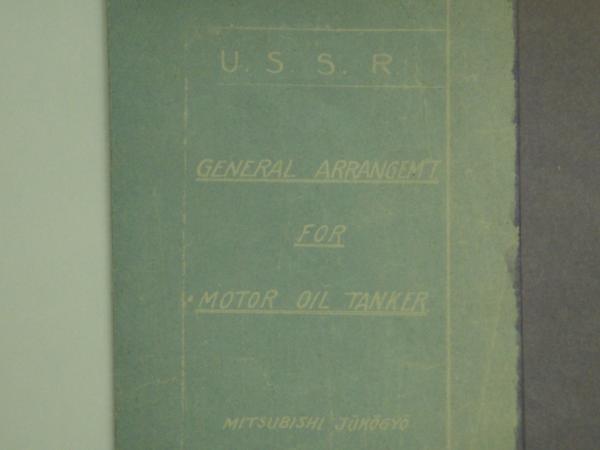 U. S. S. R
GENERAL ARRANGEM'T
FOR
MOTOR OIL TANKER
MITSUBISHI JŪKŌGYŌ